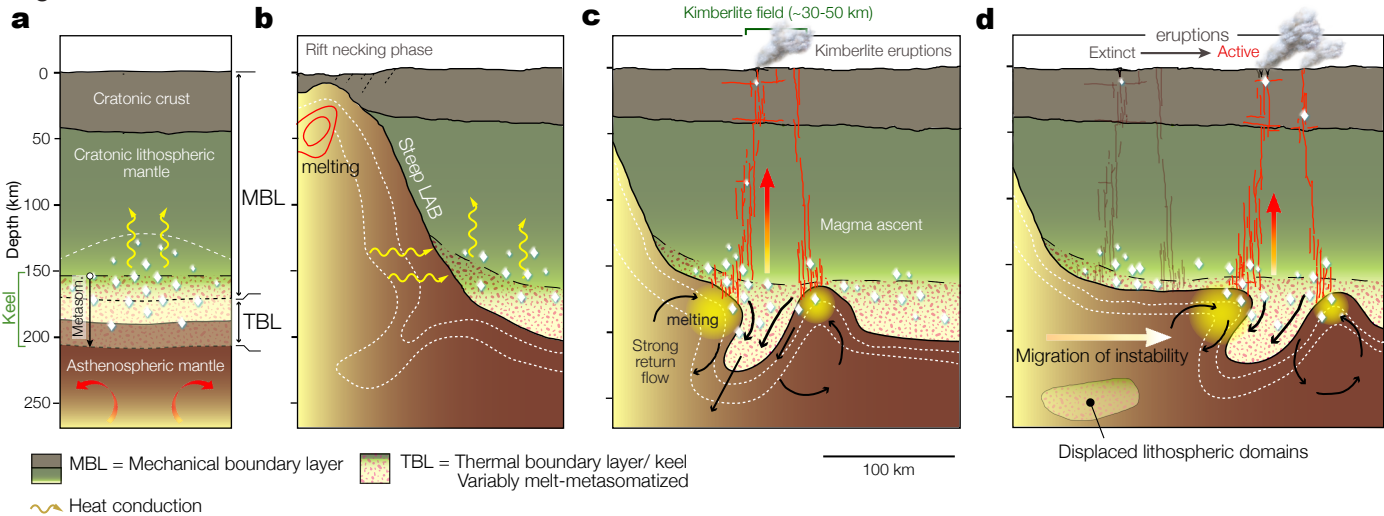 a
b
c
d
Kimberlite field (~30-50 km)
Rift necking phase
Kimberlite eruptions
eruptions
Extinct
Active
0
50
100
150
200
250
Depth (km)
Keel
Cratonic crust
Cratonic lithospheric
mantle
Metasom.
Asthenospheric mantle
MBL
TBL
melting
Steep LAB
Magma ascent
melting
Strong
return
flow
Migration of instability
Displaced lithospheric domains
MBL = Mechanical boundary layer
TBL = Thermal boundary layer/ keel
Variably melt-metasomatized
100 km
Heat conduction